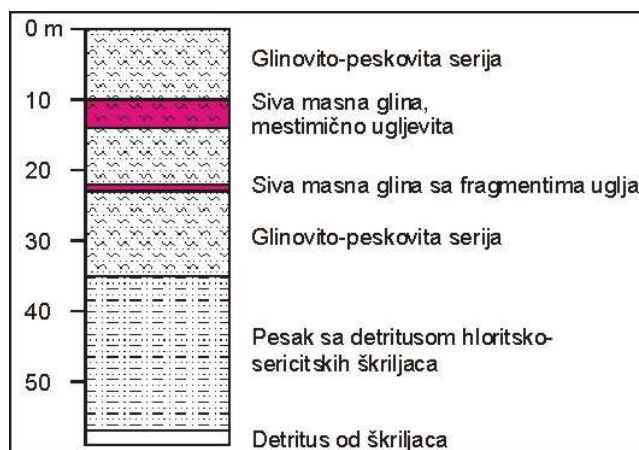 0 m
Glinovito-peskovita serija
10
Siva masna glina,
mestimično ugljevita
20
Siva masna glina sa fragmentima uglja
30
Glinovito-peskovita serija
40
Pesak sa detritusom hloritsko-
sericitskih škriljaca
50
Detritus od škriljaca